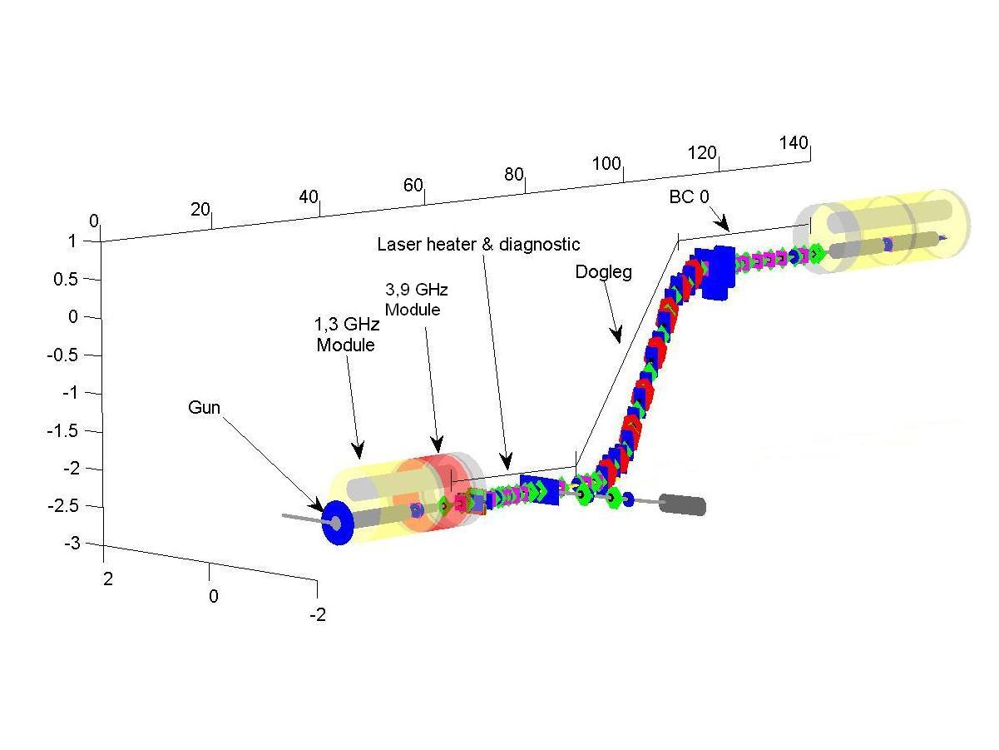 0
20
40
60
80
100
120
140
BC 0
1
0.5
0
-0.5
-1
-1.5
-2
-2.5
-3
Laser heater & diagnostic
Dogleg
3,9 GHz
Module
1,3 GHz
Module
Gun
2
0
-2